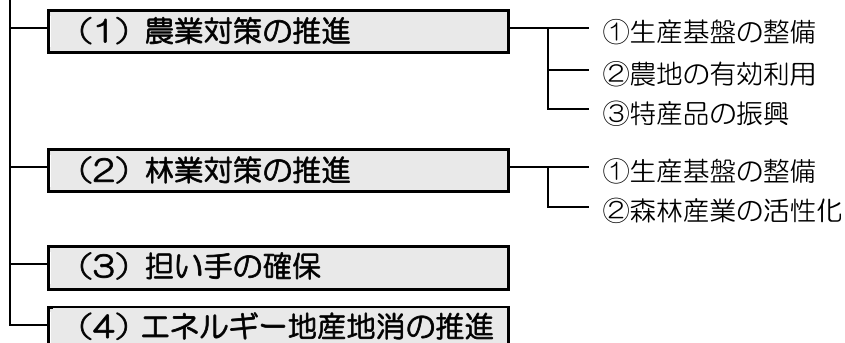 （1）農業対策の推進
①生産基盤の整備
②農地の有効利用
③特産品の振興
（2）林業対策の推進
①生産基盤の整備
②森林産業の活性化
（3）担い手の確保
（4）エネルギー地産地消の推進